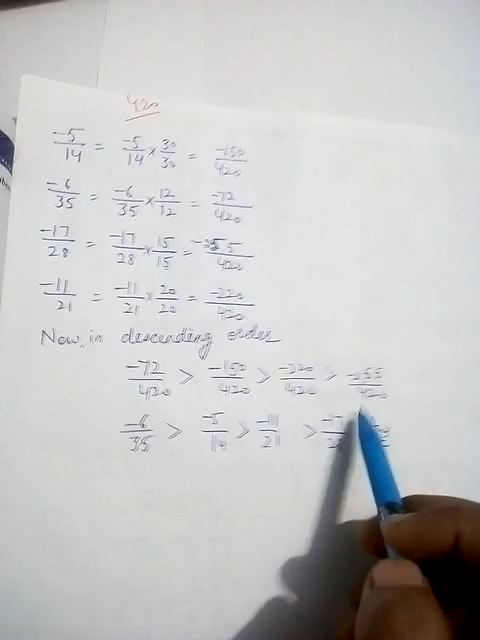 420
-5/14 = -5/14 × 30/30 = -150/420
-6/35 = -6/35 × 12/12 = -72/420
-17/28 = -17/28 × 15/15 = -255/420
-11/21 = -11/21 × 20/20 = -220/420
Now, in descending order
-72/420 > -150/420 > -220/420 > -255/420
-6/35 > -5/14 > -11/21 >